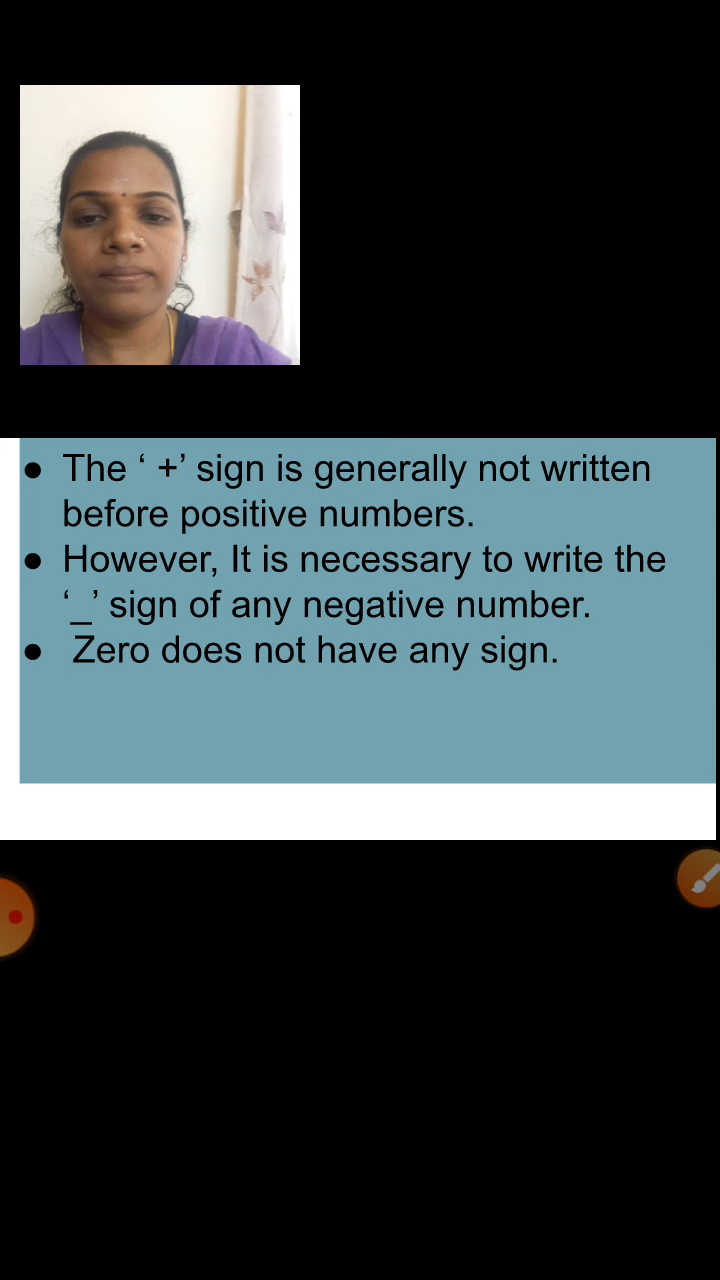 ● The ‘ +’ sign is generally not written
before positive numbers.
● However, It is necessary to write the
‘_’ sign of any negative number.
● Zero does not have any sign.